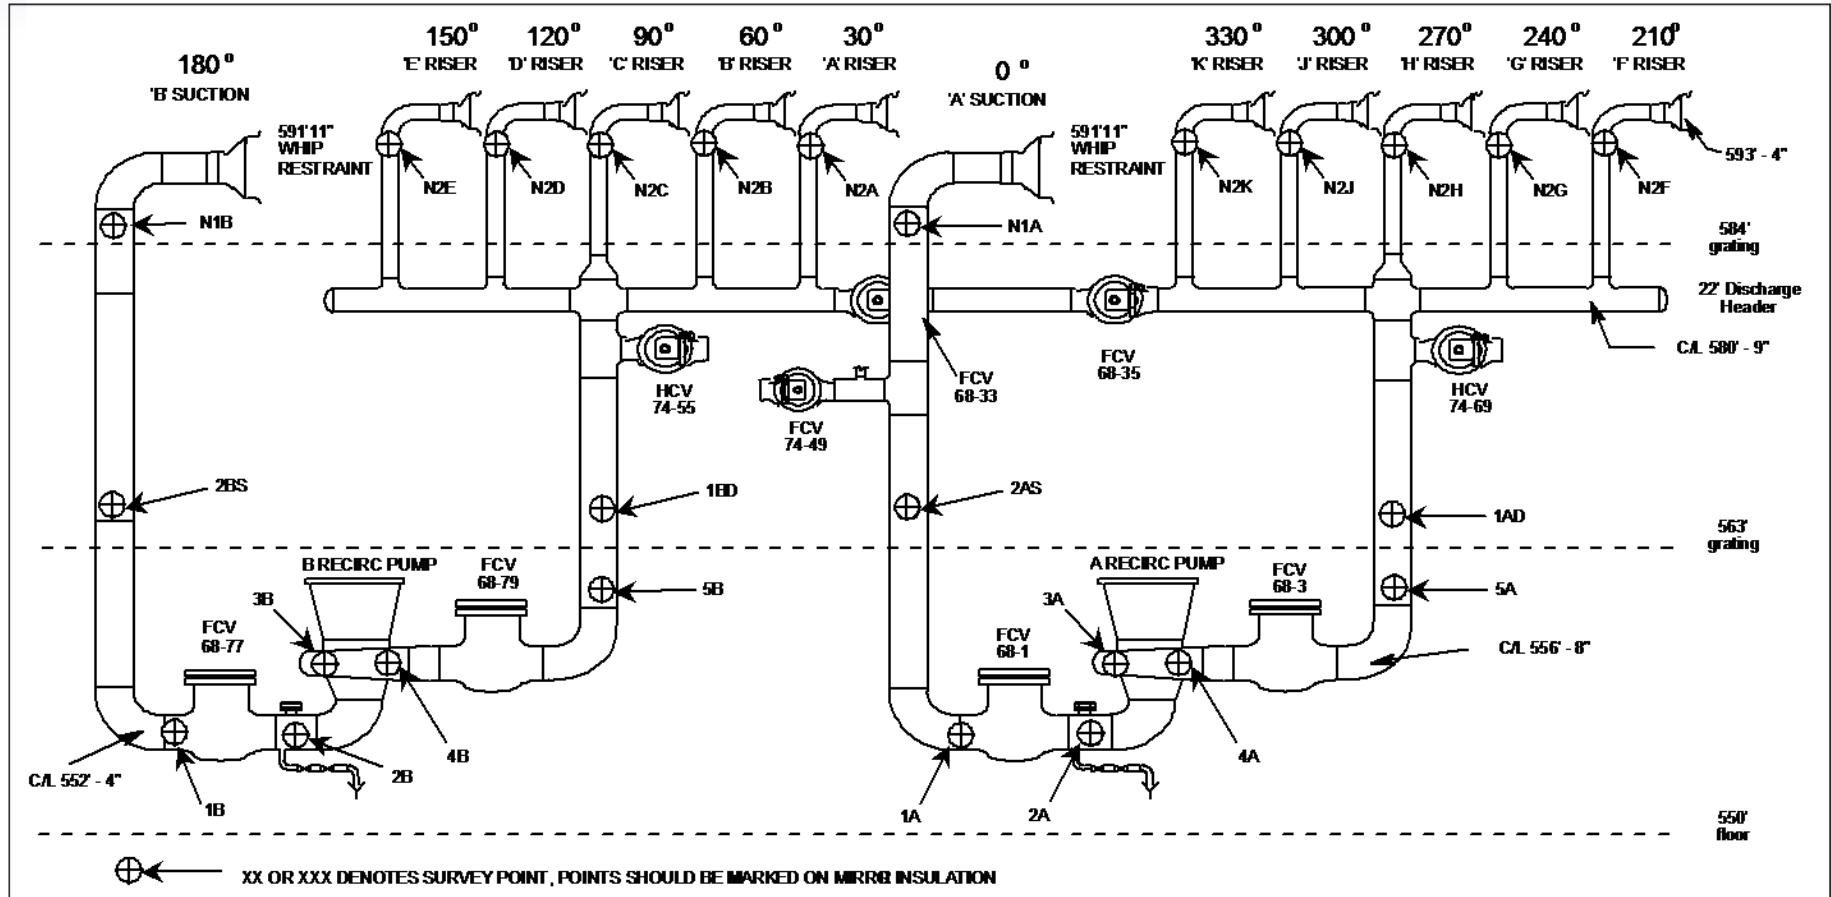 150° 120° 90° 60° 30° 330° 300° 270° 240° 210°
'E' RISER 'D' RISER 'C' RISER 'B' RISER 'A' RISER 'K' RISER 'J' RISER 'H' RISER 'G' RISER 'F' RISER
180° 0°
'B' SUCTION 'A' SUCTION
591'11" 591'11"
WHIP WHIP
RESTRAINT RESTRAINT
593' - 4"
N2E N2D N2C N2B N2A N2K N2J N2H N2G N2F
N1B N1A
584'
grating
22' Discharge
Header
C/L 580' - 9"
HCV
74-55
FCV
74-49
FCV
68-33
FCV
68-35
HCV
74-69
2BS 1BD 2AS 1AD
563'
grating
B RECIRC PUMP
FCV
68-79
A RECIRC PUMP
FCV
68-3
3B 5B 3A 5A
FCV
68-77
FCV
68-1
C/L 556' - 8"
4B 4A
C/L 552' - 4"
2B
1B 1A 2A
550'
floor
XX OR XXX DENOTES SURVEY POINT, POINTS SHOULD BE MARKED ON MIRROR INSULATION